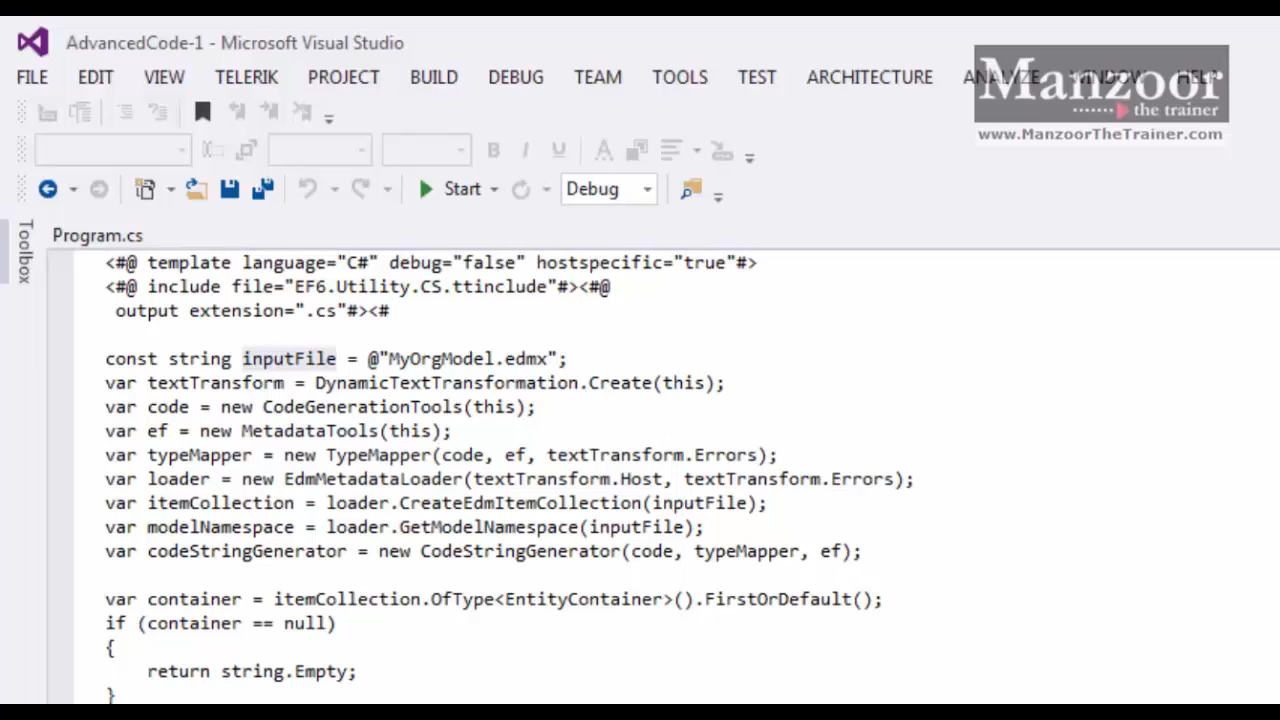 AdvancedCode-1 - Microsoft Visual Studio
FILE EDIT VIEW TELERIK PROJECT BUILD DEBUG TEAM TOOLS TEST ARCHITECTURE ANALYZE WINDOW HELP
Manzoor
the trainer
www.ManzoorTheTrainer.com
Start Debug
Toolbox
Program.cs
<#@ template language="C#" debug="false" hostspecific="true"#>
<#@ include file="EF6.Utility.CS.ttinclude"#><#@
output extension=".cs"#><#
const string inputFile = @"MyOrgModel.edmx";
var textTransform = DynamicTextTransformation.Create(this);
var code = new CodeGenerationTools(this);
var ef = new MetadataTools(this);
var typeMapper = new TypeMapper(code, ef, textTransform.Errors);
var loader = new EdmMetadataLoader(textTransform.Host, textTransform.Errors);
var itemCollection = loader.CreateEdmItemCollection(inputFile);
var modelNamespace = loader.GetModelNamespace(inputFile);
var codeStringGenerator = new CodeStringGenerator(code, typeMapper, ef);
var container = itemCollection.OfType<EntityContainer>().FirstOrDefault();
if (container == null)
{
return string.Empty;
}